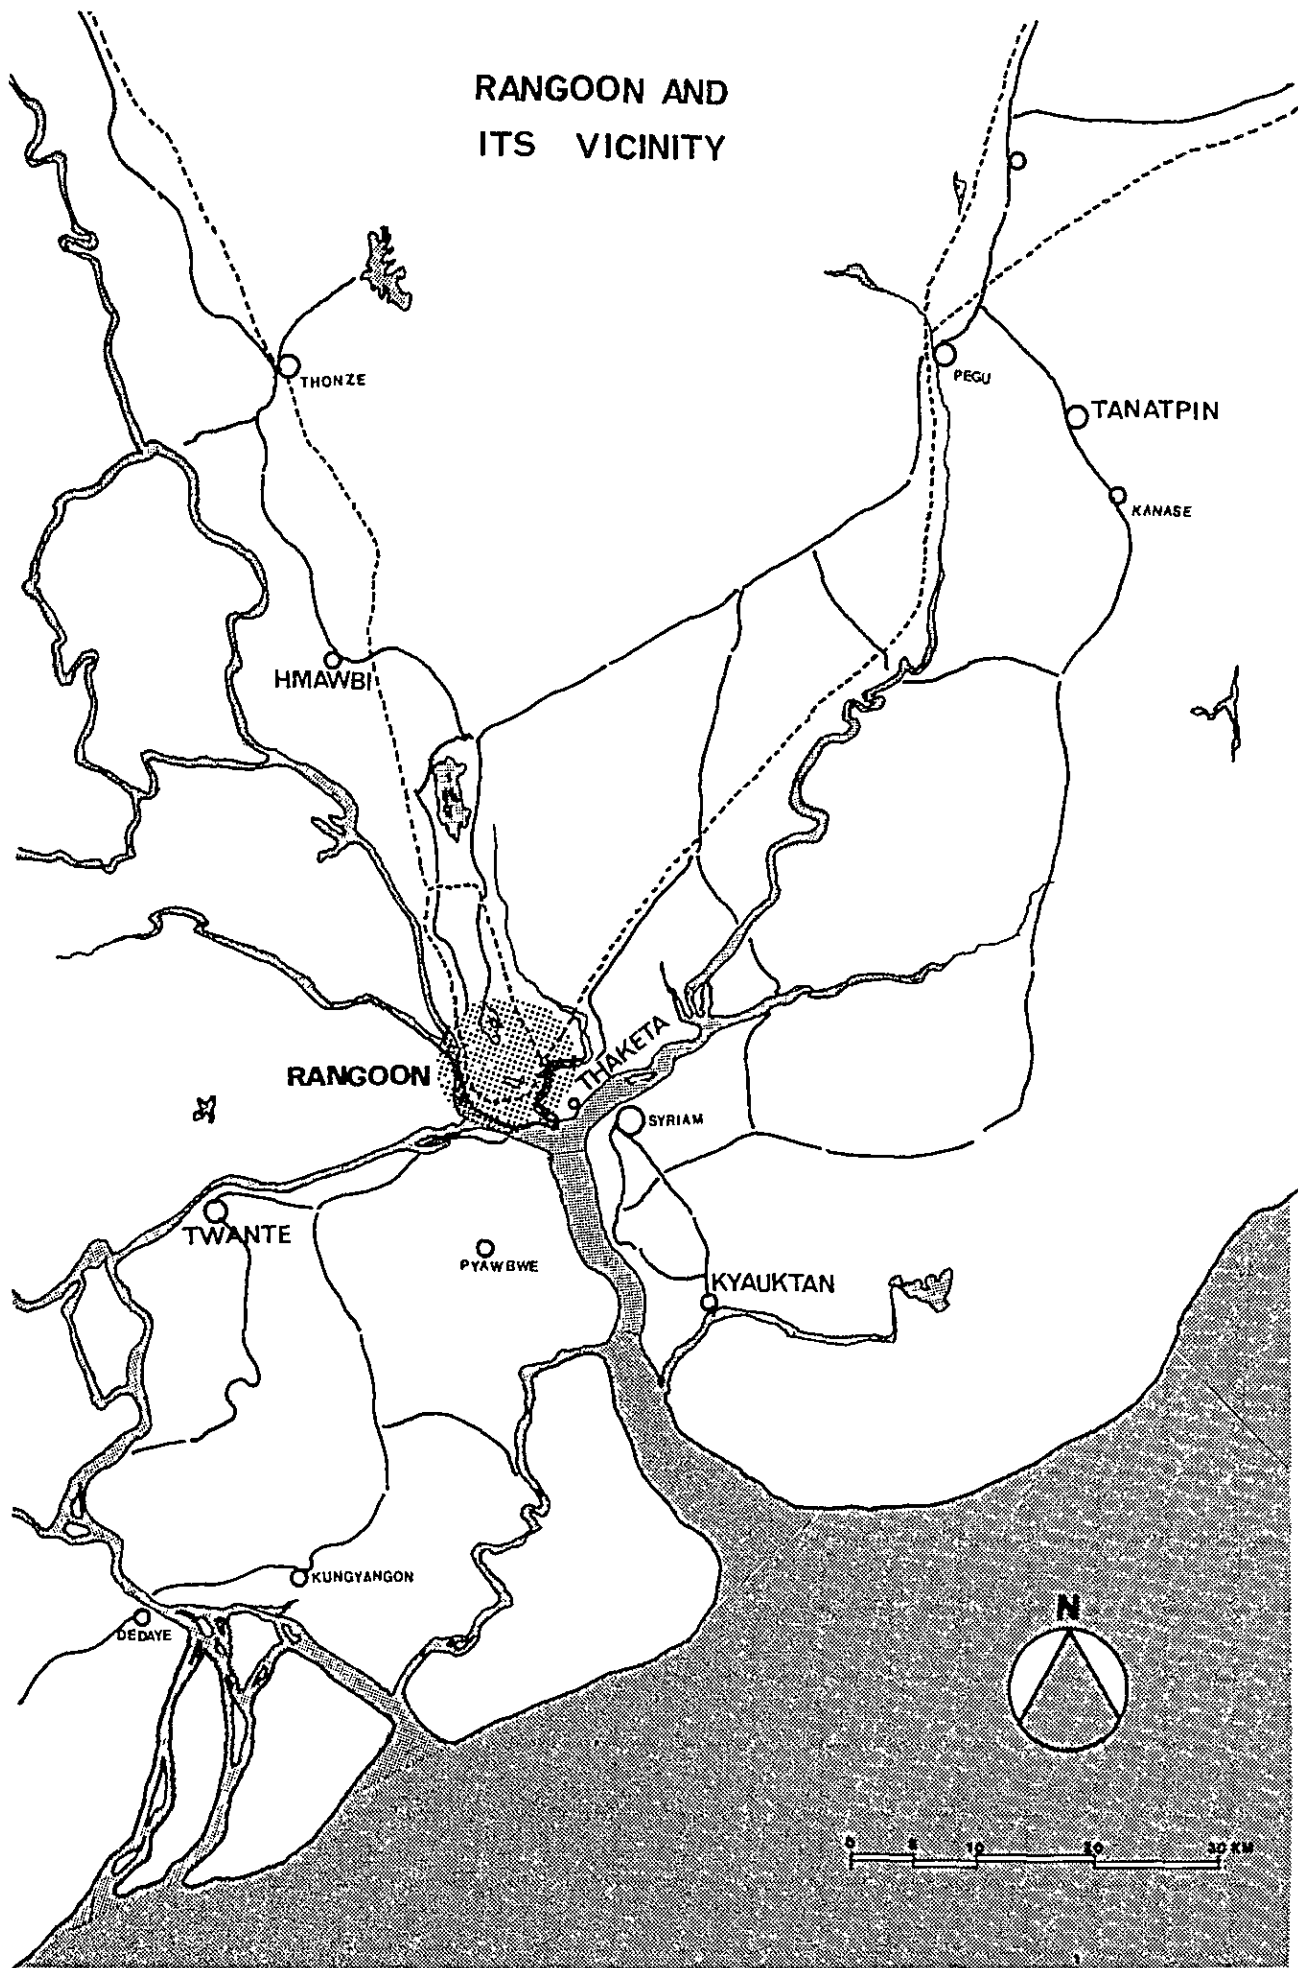 RANGOON AND
ITS VICINITY
THONZE
PEGU
TANATPIN
KANASE
HMAWBI
THAKETA
RANGOON
SYRIAM
TWANTE
PYAWBWE
KYAUKTAN
KUNGYANGON
DEDAYE
N
0 5 10 20 30 KM